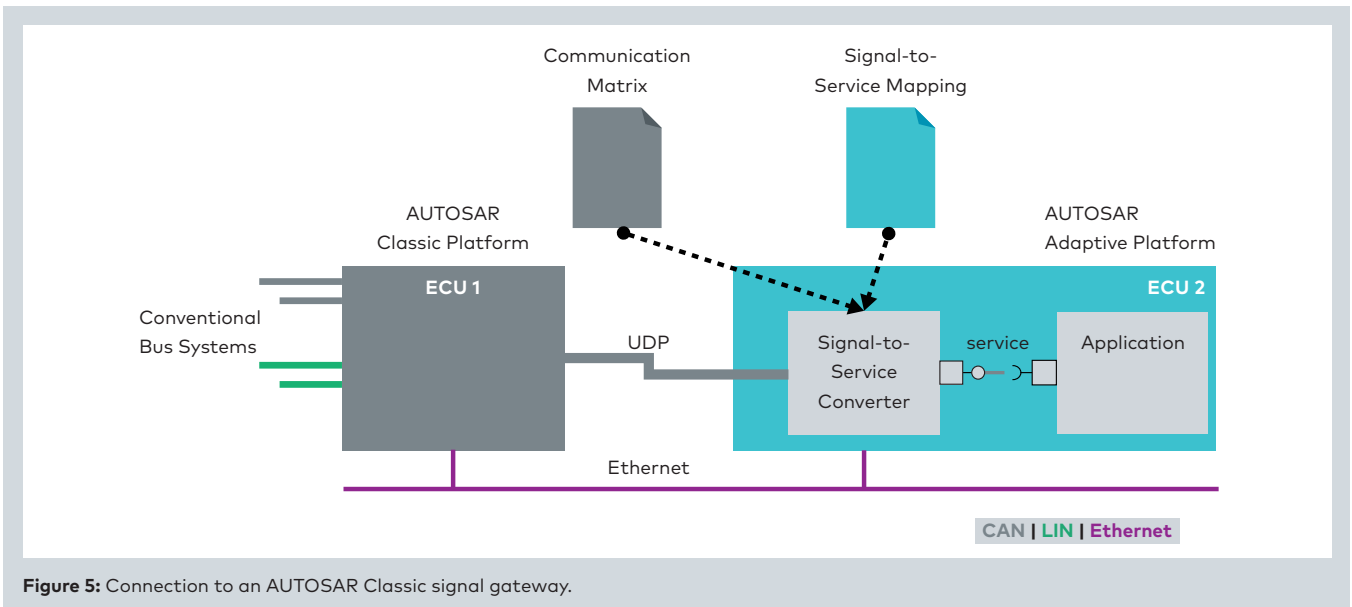 Communication
Matrix
Signal-to-
Service Mapping
AUTOSAR
Classic Platform
AUTOSAR
Adaptive Platform
ECU 1
ECU 2
Conventional
Bus Systems
UDP
Signal-to-
Service
Converter
service
Application
Ethernet
CAN | LIN | Ethernet
Figure 5: Connection to an AUTOSAR Classic signal gateway.